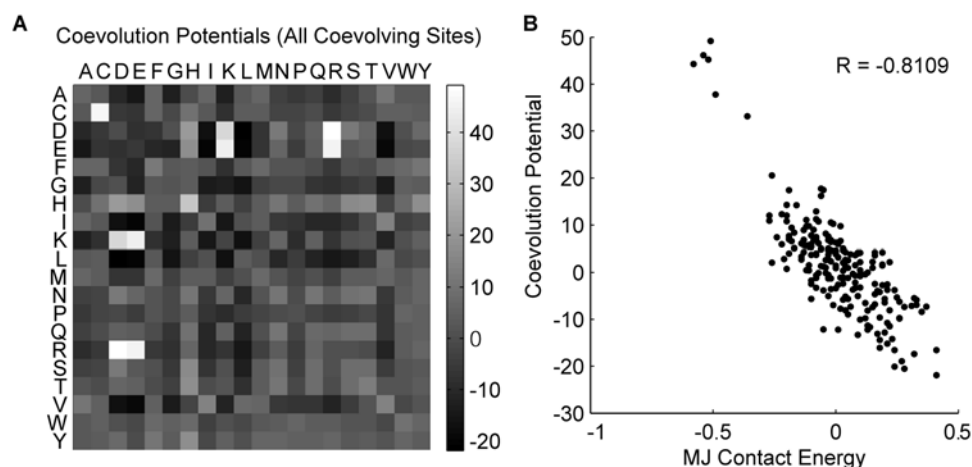 A
Coevolution Potentials (All Coevolving Sites)
A C D E F G H I K L M N P Q R S T V W Y
A
C
D
E
F
G
H
I
K
L
M
N
P
Q
R
S
T
V
W
Y
40
30
20
10
0
-10
-20
B
50
40
30
20
10
0
-10
-20
-30
Coevolution Potential
R = -0.8109
-1
-0.5
0
0.5
MJ Contact Energy